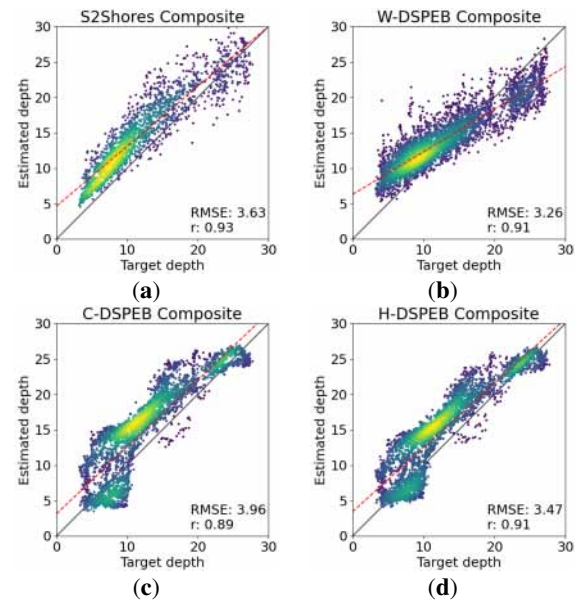 S2Shores Composite
30
25
20
15
10
5
0
Estimated depth
RMSE: 3.63
r: 0.93
0 10 20 30
Target depth
(a)
W-DSPEB Composite
30
25
20
15
10
5
0
Estimated depth
RMSE: 3.26
r: 0.91
0 10 20 30
Target depth
(b)
C-DSPEB Composite
30
25
20
15
10
5
0
Estimated depth
RMSE: 3.96
r: 0.89
0 10 20 30
Target depth
(c)
H-DSPEB Composite
30
25
20
15
10
5
0
Estimated depth
RMSE: 3.47
r: 0.91
0 10 20 30
Target depth
(d)